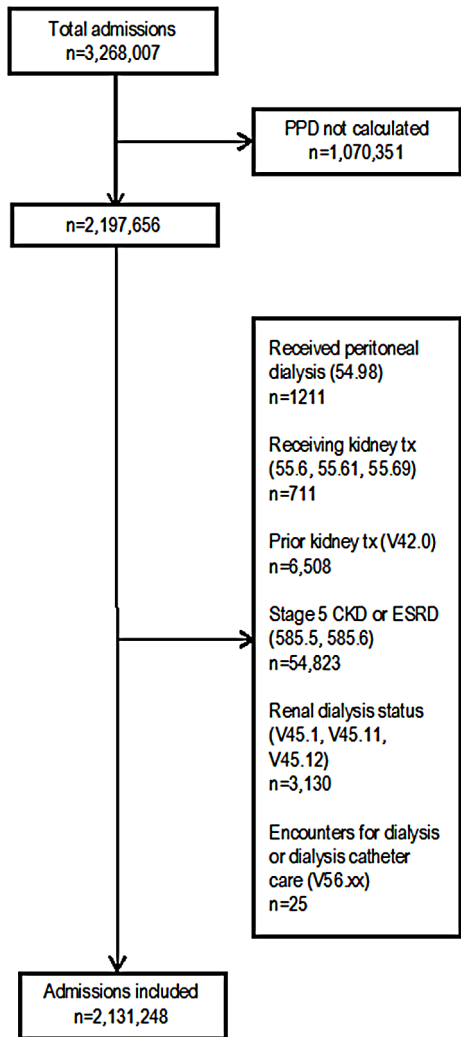 Total admissions
n=3,268,007
PPD not calculated
n=1,070,351
n=2,197,656
Received peritoneal
dialysis (54.98)
n=1211
Receiving kidney tx
(55.6, 55.61, 55.69)
n=711
Prior kidney tx (V42.0)
n=6,508
Stage 5 CKD or ESRD
(585.5, 585.6)
n=54,823
Renal dialysis status
(V45.1, V45.11,
V45.12)
n=3,130
Encounters for dialysis
or dialysis catheter
care (V56.xx)
n=25
Admissions included
n=2,131,248